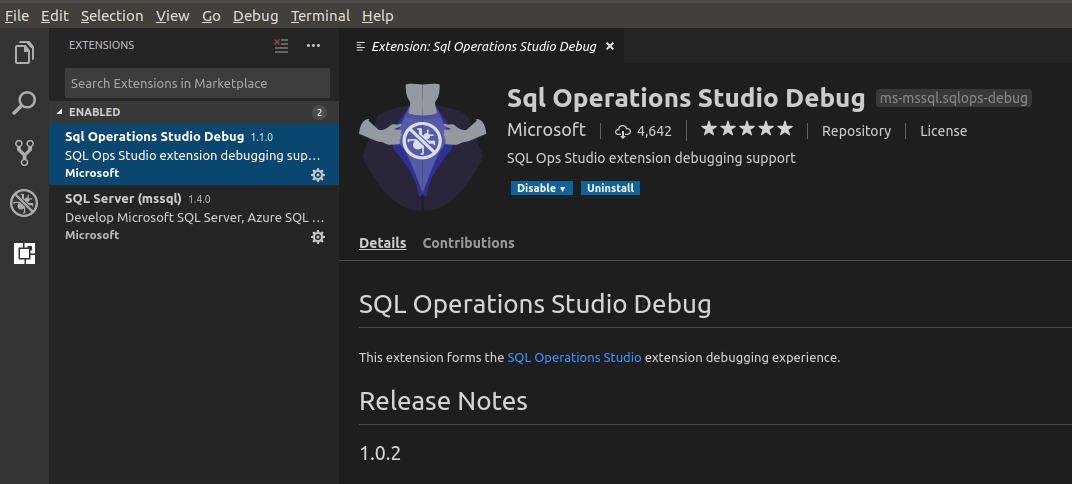 File Edit Selection View Go Debug Terminal Help
EXTENSIONS
Search Extensions in Marketplace
ENABLED 2
Sql Operations Studio Debug 1.1.0
SQL Ops Studio extension debugging sup...
Microsoft
SQL Server (mssql) 1.4.0
Develop Microsoft SQL Server, Azure SQL ...
Microsoft
Extension: Sql Operations Studio Debug ×
Sql Operations Studio Debug ms-mssql.sqlops-debug
Microsoft 4,642 Repository License
SQL Ops Studio extension debugging support
Disable Uninstall
Details Contributions
SQL Operations Studio Debug
This extension forms the SQL Operations Studio extension debugging experience.
Release Notes
1.0.2